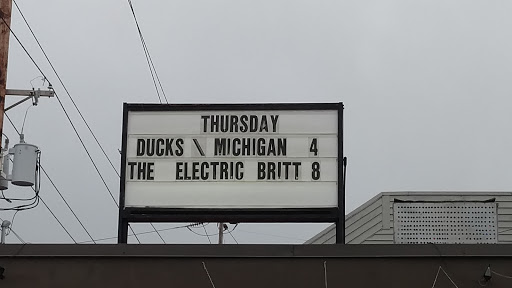 THURSDAY
DUCKS \ MICHIGAN 4
THE ELECTRIC BRITT 8